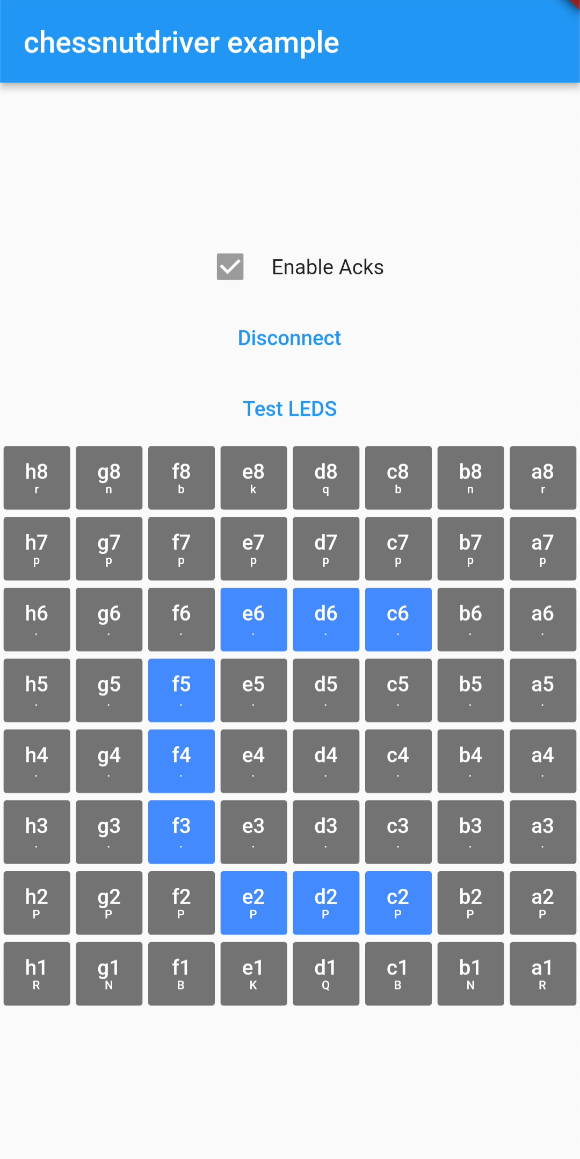 chessnutdriver example
Enable Acks
Disconnect
Test LEDS
h8 g8 f8 e8 d8 c8 b8 a8
r n b k q b n r
h7 g7 f7 e7 d7 c7 b7 a7
p p p p p p p p
h6 g6 f6 e6 d6 c6 b6 a6
. . . . . . . .
h5 g5 f5 e5 d5 c5 b5 a5
. . . . . . . .
h4 g4 f4 e4 d4 c4 b4 a4
. . . . . . . .
h3 g3 f3 e3 d3 c3 b3 a3
. . . . . . . .
h2 g2 f2 e2 d2 c2 b2 a2
P P P P P P P P
h1 g1 f1 e1 d1 c1 b1 a1
R N B K Q B N R